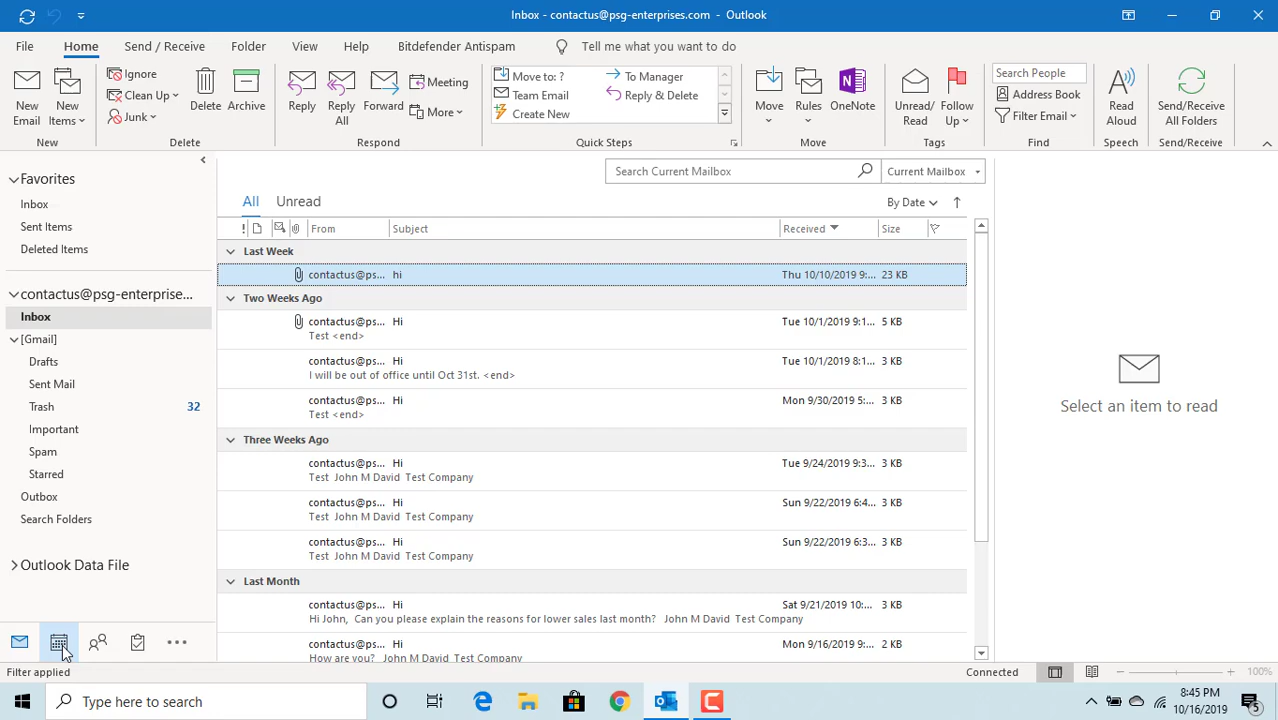 Inbox - contactus@psg-enterprises.com - Outlook
File Home Send / Receive Folder View Help Bitdefender Antispam Tell me what you want to do
New Email
New Items
New
Ignore
Clean Up
Junk
Delete
Archive
Delete
Reply
Reply All
Forward
Meeting
More
Respond
Move to: ?
Team Email
Create New
To Manager
Reply & Delete
Quick Steps
Move
Rules
OneNote
Move
Unread/ Read
Follow Up
Tags
Search People
Address Book
Filter Email
Find
Read Aloud
Speech
Send/Receive All Folders
Send/Receive
Favorites
Inbox
Sent Items
Deleted Items
contactus@psg-enterprise...
Inbox
[Gmail]
Drafts
Sent Mail
Trash 32
Important
Spam
Starred
Outbox
Search Folders
Outlook Data File
Search Current Mailbox Current Mailbox
All Unread By Date
! From Subject Received Size
Last Week
contactus@ps... hi Thu 10/10/2019 9:... 23 KB
Two Weeks Ago
contactus@ps... Hi Tue 10/1/2019 9:1... 5 KB
Test <end>
contactus@ps... Hi Tue 10/1/2019 8:1... 3 KB
I will be out of office until Oct 31st. <end>
contactus@ps... Hi Mon 9/30/2019 5:... 3 KB
Test <end>
Three Weeks Ago
contactus@ps... Hi Tue 9/24/2019 9:3... 3 KB
Test John M David Test Company
contactus@ps... Hi Sun 9/22/2019 6:4... 3 KB
Test John M David Test Company
contactus@ps... Hi Sun 9/22/2019 6:3... 3 KB
Test John M David Test Company
Last Month
contactus@ps... Hi Sat 9/21/2019 10:... 3 KB
Hi John, Can you please explain the reasons for lower sales last month? John M David Test Company
contactus@ps... Hi Mon 9/16/2019 9:... 2 KB
How are you? John M David Test Company
Select an item to read
Filter applied Connected 100%
Type here to search
8:45 PM
10/16/2019
5